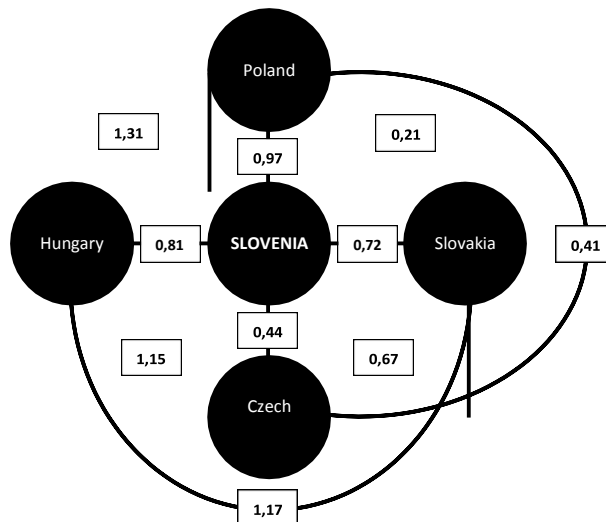 Poland
1,31
0,21
0,97
Hungary
0,81
SLOVENIA
0,72
Slovakia
0,41
0,44
1,15
0,67
Czech
1,17